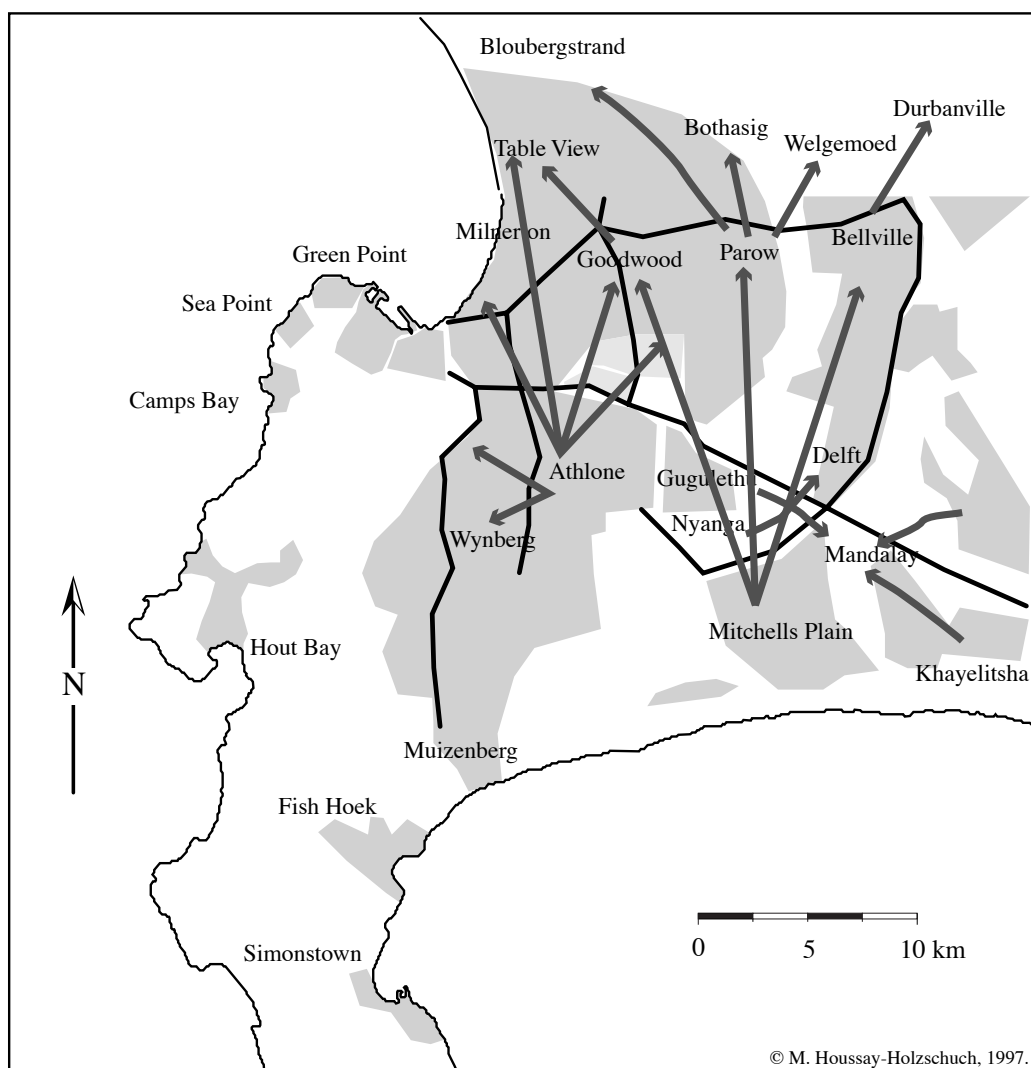 Bloubergstrand
Durbanville
Bothasig
Welgemoed
Table View
Milnerton
Bellville
Green Point
Goodwood
Parow
Sea Point
Camps Bay
Delft
Athlone
Gugulethu
Nyanga
Wynberg
Mandalay
Mitchells Plain
Hout Bay
Khayelitsha
N
Muizenberg
Fish Hoek
Simonstown
0 5 10 km
© M. Houssay-Holzschuch, 1997.